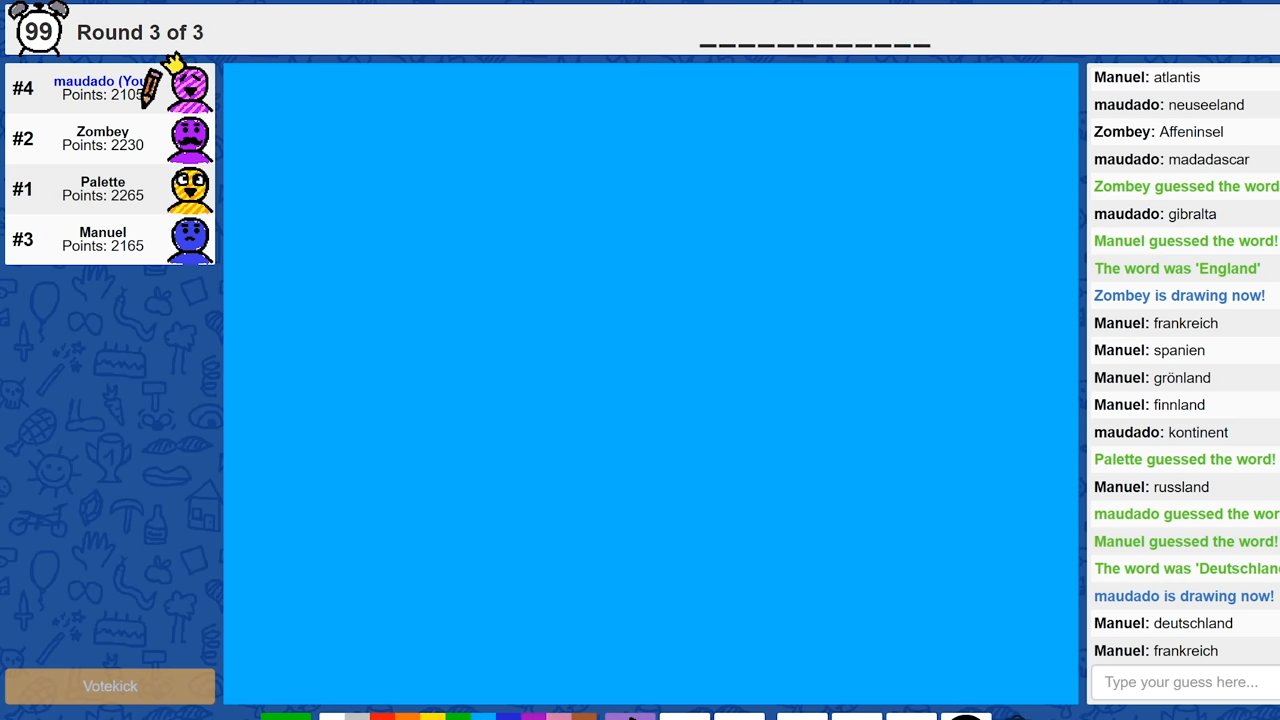 99
Round 3 of 3
____________
#4
maudado (You
Points: 2105
#2
Zombey
Points: 2230
#1
Palette
Points: 2265
#3
Manuel
Points: 2165
Votekick
Manuel: atlantis
maudado: neuseeland
Zombey: Affeninsel
maudado: madadascar
Zombey guessed the word
maudado: gibralta
Manuel guessed the word!
The word was 'England'
Zombey is drawing now!
Manuel: frankreich
Manuel: spanien
Manuel: grönland
Manuel: finnland
maudado: kontinent
Palette guessed the word!
Manuel: russland
maudado guessed the wor
Manuel guessed the word!
The word was 'Deutschlan
maudado is drawing now!
Manuel: deutschland
Manuel: frankreich
Type your guess here...